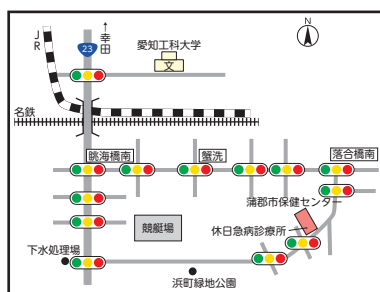 JR
↑幸田
23
愛知工科大学
文
N
名鉄
眺海橋南
蟹洗
落合橋南
蒲郡市保健センター
競艇場
休日急病診療所
下水処理場
浜町緑地公園